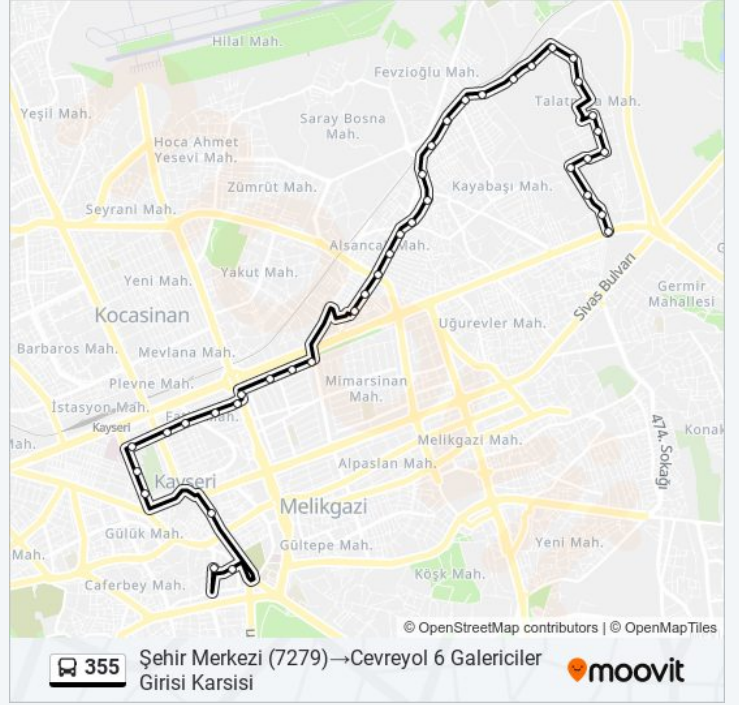 Hilal Mah.
Fevzioğlu Mah.
Yeşil Mah.
Saray Bosna
Mah.
Hoca Ahmet
Yesevi Mah.
Zümrüt Mah.
Kayabaşı Mah.
Seyrani Mah.
Yakut Mah.
Yeni Mah.
Sivas Bulvarı
Germir
Mahallesi
Kocasinan
Uğurevler Mah.
Barbaros Mah.
Mevlana Mah.
Plevne Mah.
Mimarsinan
Mah.
İstasyon Mah.
Kayseri
Melikgazi Mah.
474. Sokağı
Konak
Alpaslan Mah.
Kayseri
Melikgazi
Gülük Mah.
Gültepe Mah.
Yeni Mah.
Mah.
Köşk Mah.
Caferbey Mah.
© OpenStreetMap contributors | © OpenMapTiles
355
Şehir Merkezi (7279)→Cevreyol 6 Galericiler
Girisi Karsisi
moovit